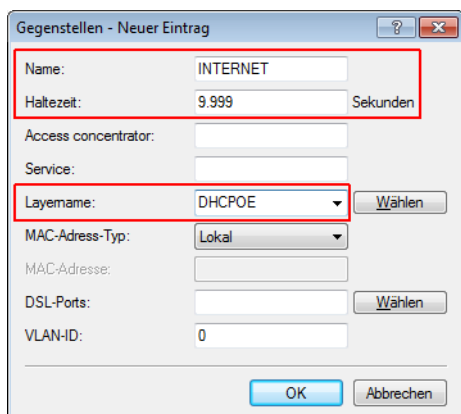 Gegenstellen - Neuer Eintrag
Name: INTERNET
Haltezeit: 9.999 Sekunden
Access concentrator:
Service:
Layername: DHCPOE Wählen
MAC-Adress-Typ: Lokal
MAC-Adresse:
DSL-Ports: Wählen
VLAN-ID: 0
OK Abbrechen